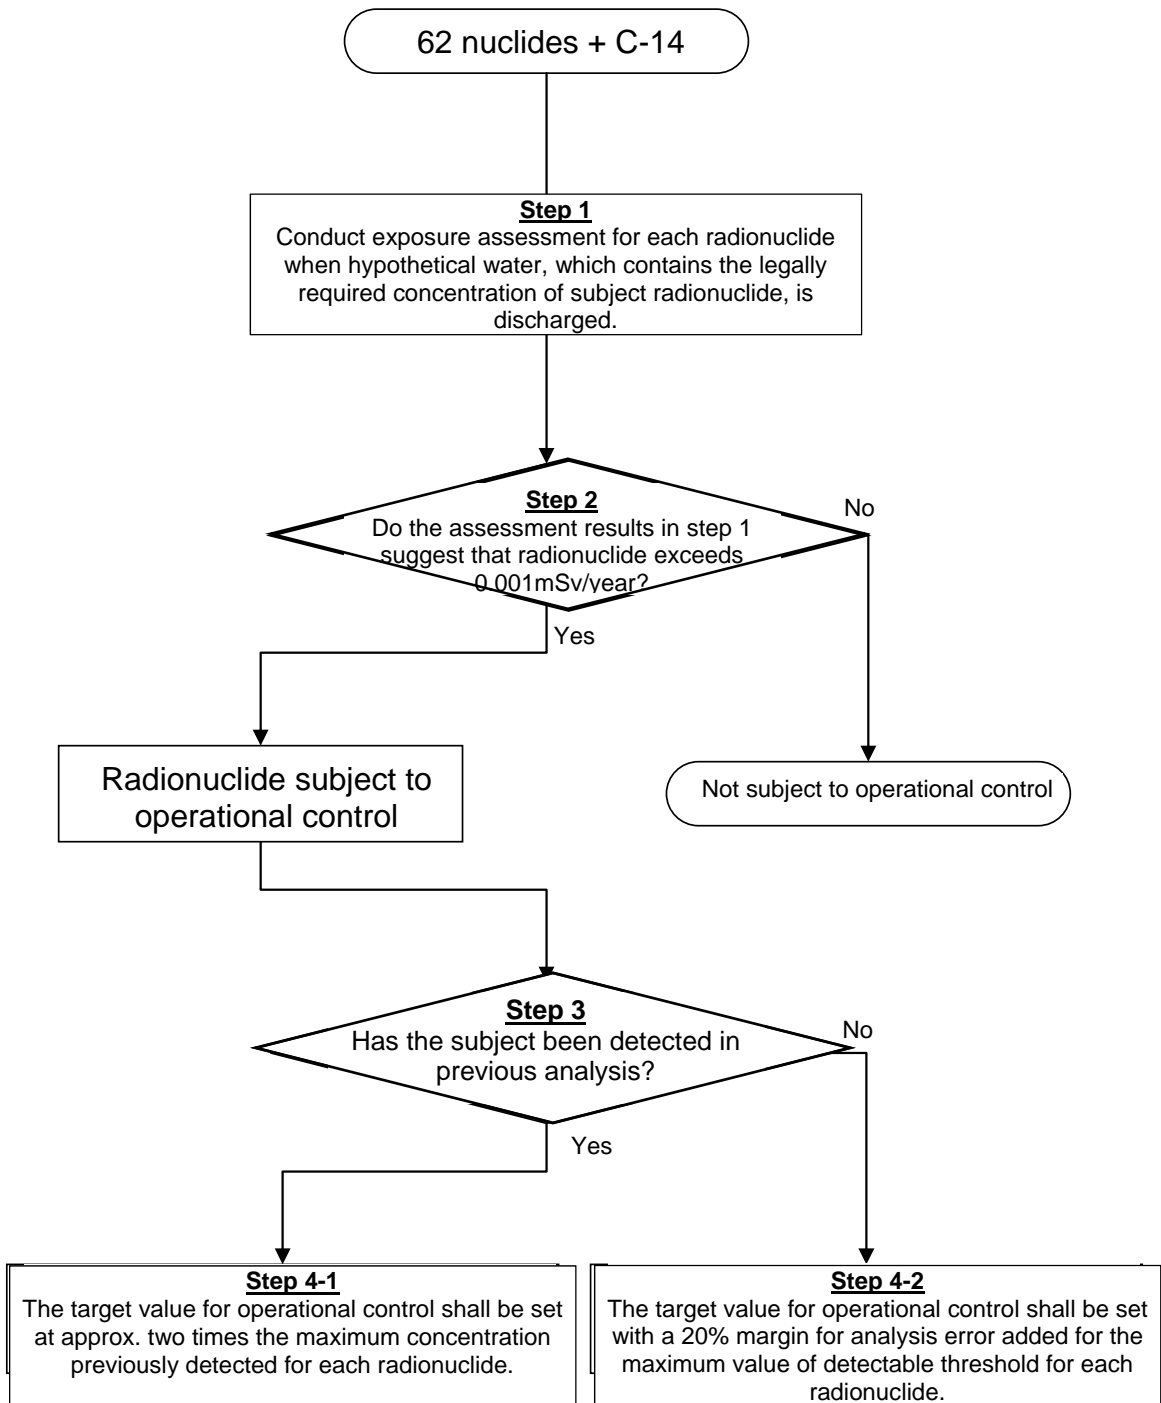 62 nuclides + C-14
Step 1
Conduct exposure assessment for each radionuclide
when hypothetical water, which contains the legally
required concentration of subject radionuclide, is
discharged.
Step 2
Do the assessment results in step 1
suggest that radionuclide exceeds
0.001mSv/year?
No
Yes
Radionuclide subject to
operational control
Not subject to operational control
Step 3
Has the subject been detected in
previous analysis?
No
Yes
Step 4-1
The target value for operational control shall be set
at approx. two times the maximum concentration
previously detected for each radionuclide.
Step 4-2
The target value for operational control shall be set
with a 20% margin for analysis error added for the
maximum value of detectable threshold for each
radionuclide.